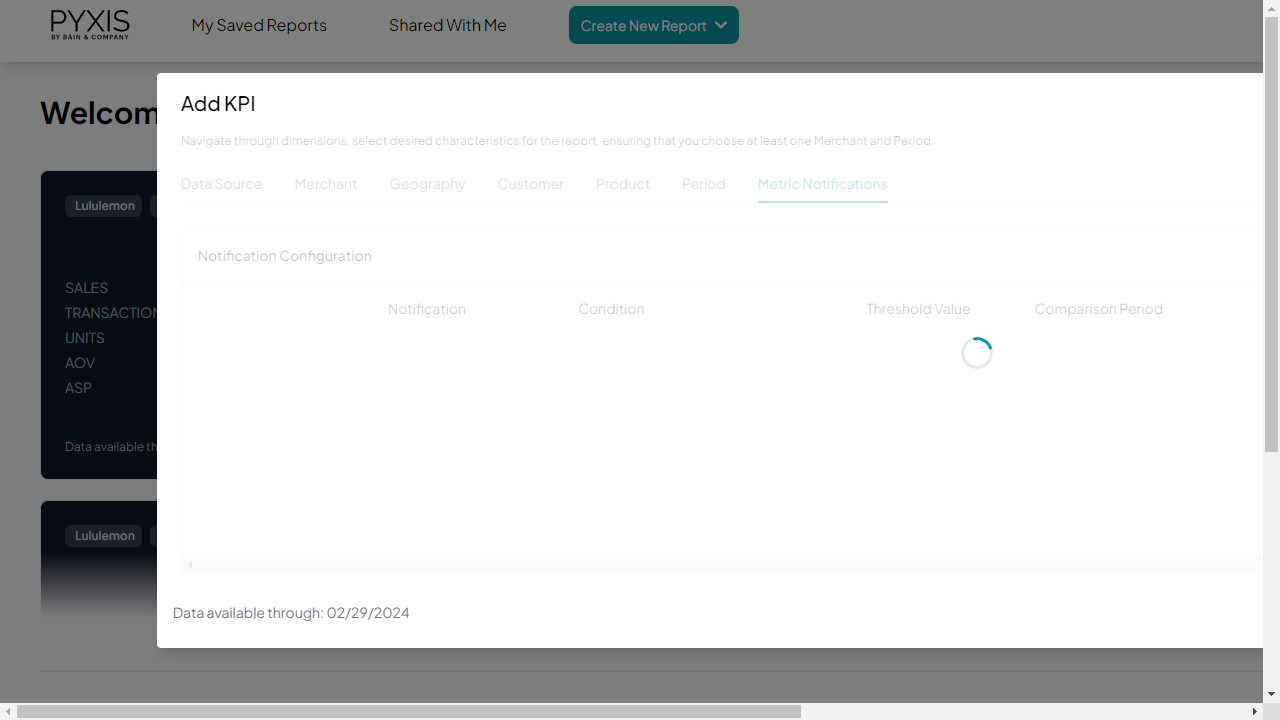 PYXIS
BY BAIN & COMPANY
My Saved Reports
Shared With Me
Create New Report
Welcom
Add KPI
Navigate through dimensions, select desired characteristics for the report, ensuring that you choose at least one Merchant and Period.
Data Source
Merchant
Geography
Customer
Product
Period
Metric Notifications
Lululemon
Notification Configuration
SALES
TRANSACTION
UNITS
AOV
ASP
Notification
Condition
Threshold Value
Comparison Period
Data available th
Lululemon
Data available through: 02/29/2024